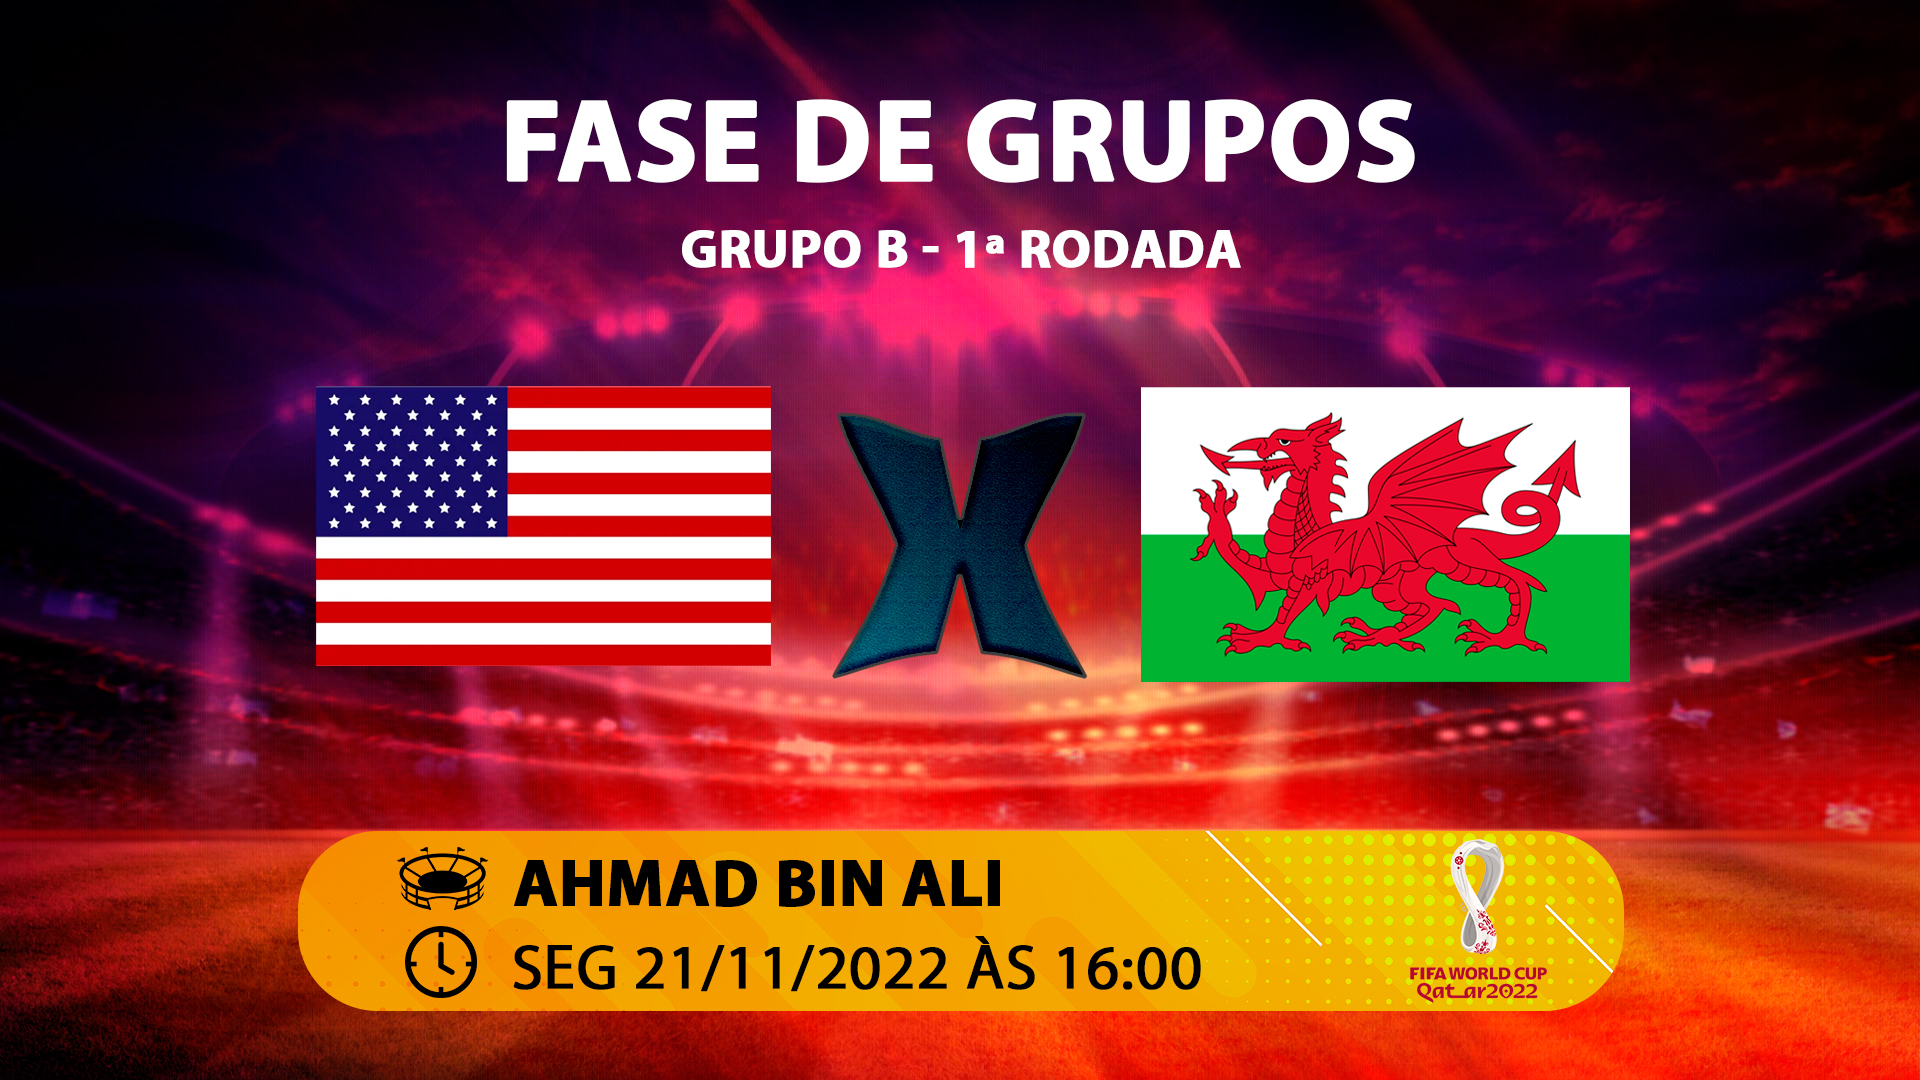 FASE DE GRUPOS
GRUPO B - 1ª RODADA
X
AHMAD BIN ALI
SEG 21/11/2022 ÀS 16:00
FIFA WORLD CUP
Qatar2022